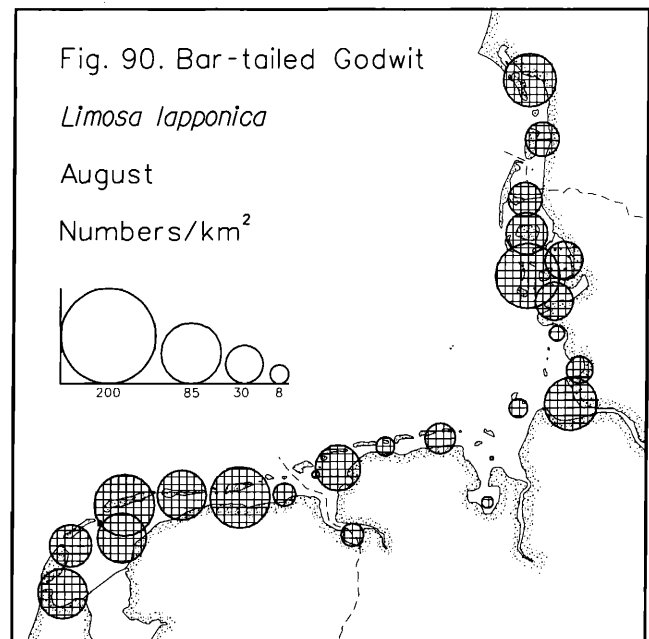 Fig. 90. Bar-tailed Godwit
Limosa lapponica
August
Numbers/km²
200 85 30 8